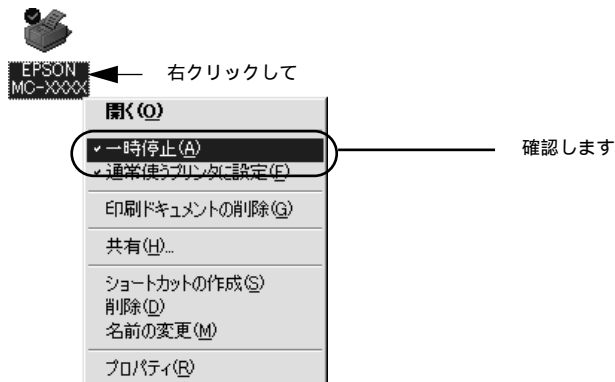 EPSON
MC-XXXX
右クリックして
開く(O)
一時停止(A)
確認します
通常使うプリンタに設定(F)
印刷ドキュメントの削除(G)
共有(H)...
ショートカットの作成(S)
削除(D)
名前の変更(M)
プロパティ(R)